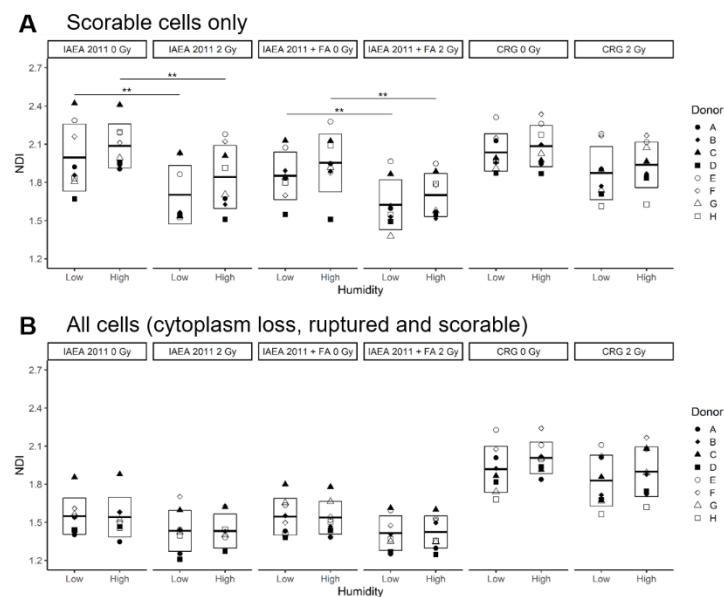 A Scorable cells only
IAEA 2011 0 Gy IAEA 2011 2 Gy IAEA 2011 + FA 0 Gy IAEA 2011 + FA 2 Gy CRG 0 Gy CRG 2 Gy
2.7
2.4
2.1
1.8
1.5
1.2
NDI
** ** ** **
Low High Low High Low High Low High Low High Low High
Humidity
Donor
A
B
C
D
E
F
G
H
B All cells (cytoplasm loss, ruptured and scorable)
IAEA 2011 0 Gy IAEA 2011 2 Gy IAEA 2011 + FA 0 Gy IAEA 2011 + FA 2 Gy CRG 0 Gy CRG 2 Gy
2.7
2.4
2.1
1.8
1.5
1.2
NDI
Low High Low High Low High Low High Low High Low High
Humidity
Donor
A
B
C
D
E
F
G
H